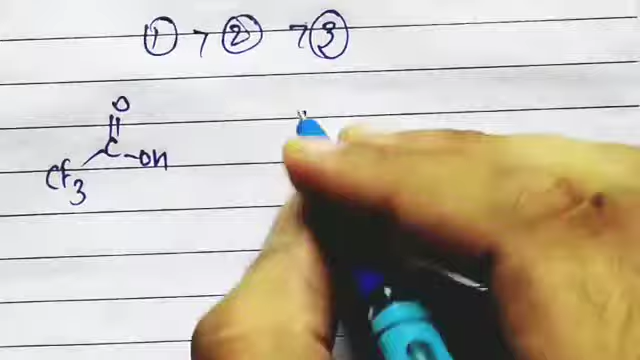 ① > ② > ③
O
||
C-OH
CF3